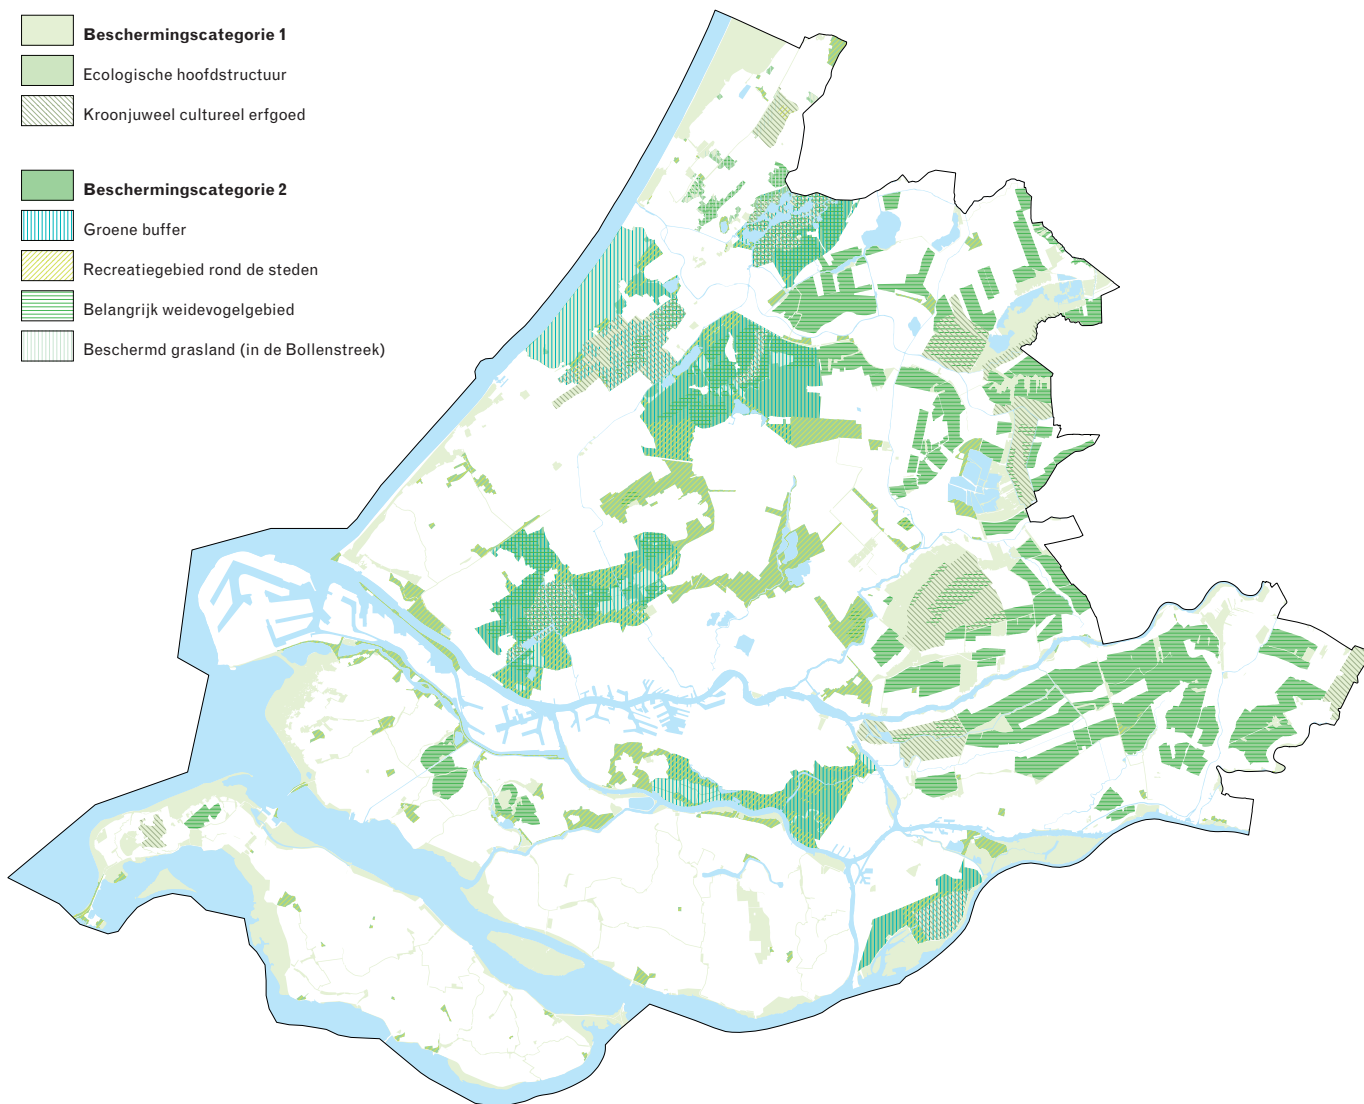 Beschermingscategorie 1
Ecologische hoofdstructuur
Kroonjuweel cultureel erfgoed
Beschermingscategorie 2
Groene buffer
Recreatiegebied rond de steden
Belangrijk weidevogelgebied
Beschermd grasland (in de Bollenstreek)